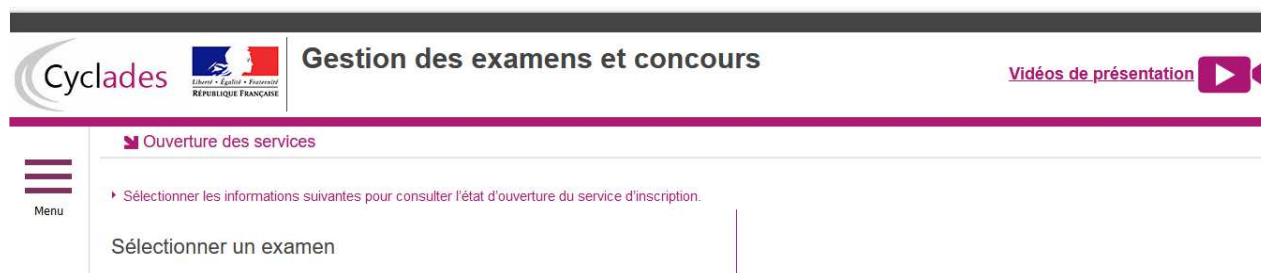 Cyclades
Liberté • Égalité • Fraternité
RÉPUBLIQUE FRANÇAISE
Gestion des examens et concours
Vidéos de présentation
Menu
Ouverture des services
Sélectionner les informations suivantes pour consulter l'état d'ouverture du service d'inscription.
Sélectionner un examen